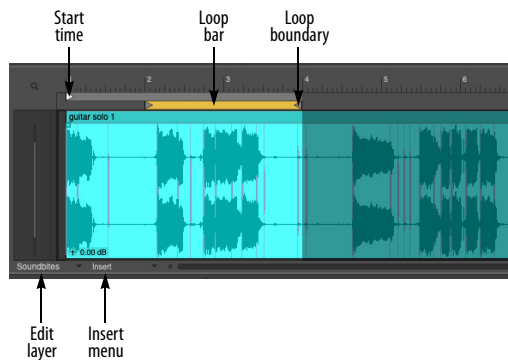 Start time
Loop bar
Loop boundary
2
3
4
5
6
guitar solo 1
0.00 dB
Soundbites
Insert
Edit layer
Insert menu